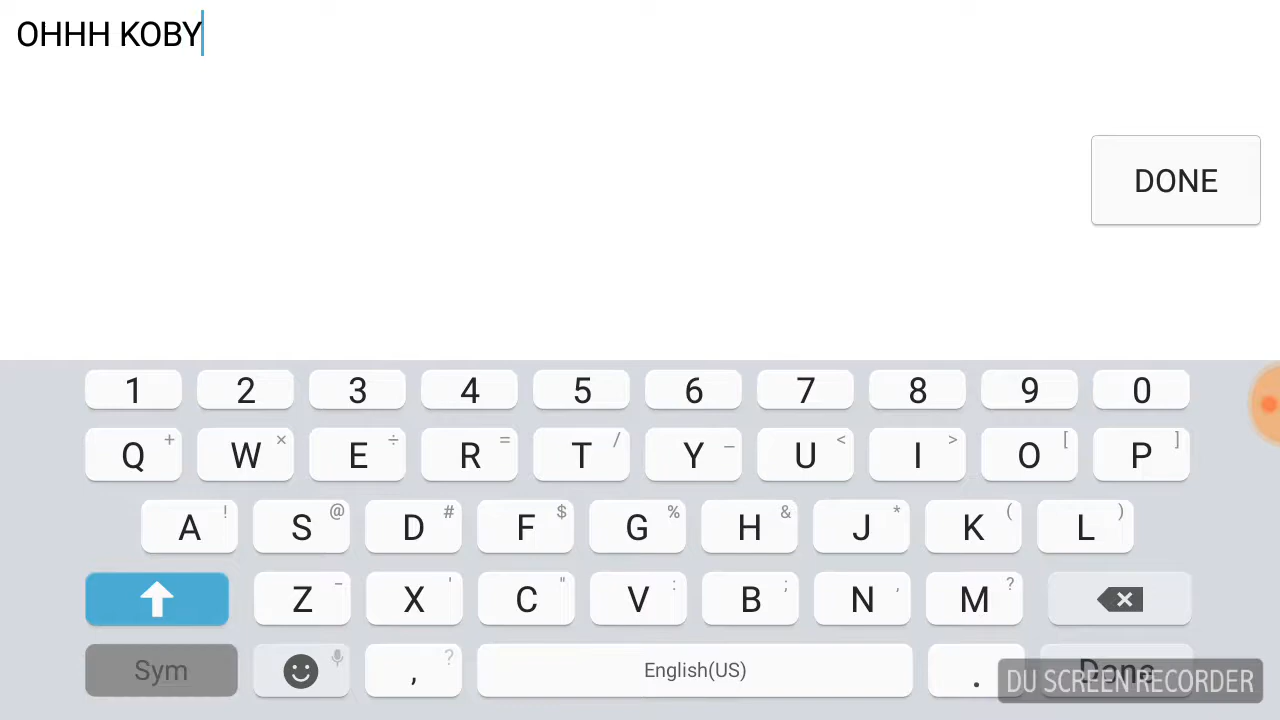 OHHH KOBY
DONE
1 2 3 4 5 6 7 8 9 0
Q + W × E ÷ R = T / Y _ U < I > O [ P ]
A ! S @ D # F $ G % H & J * K ( L )
Z - X ' C " V : B ; N , M ?
Sym , ? English(US) . Done
DU SCREEN RECORDER